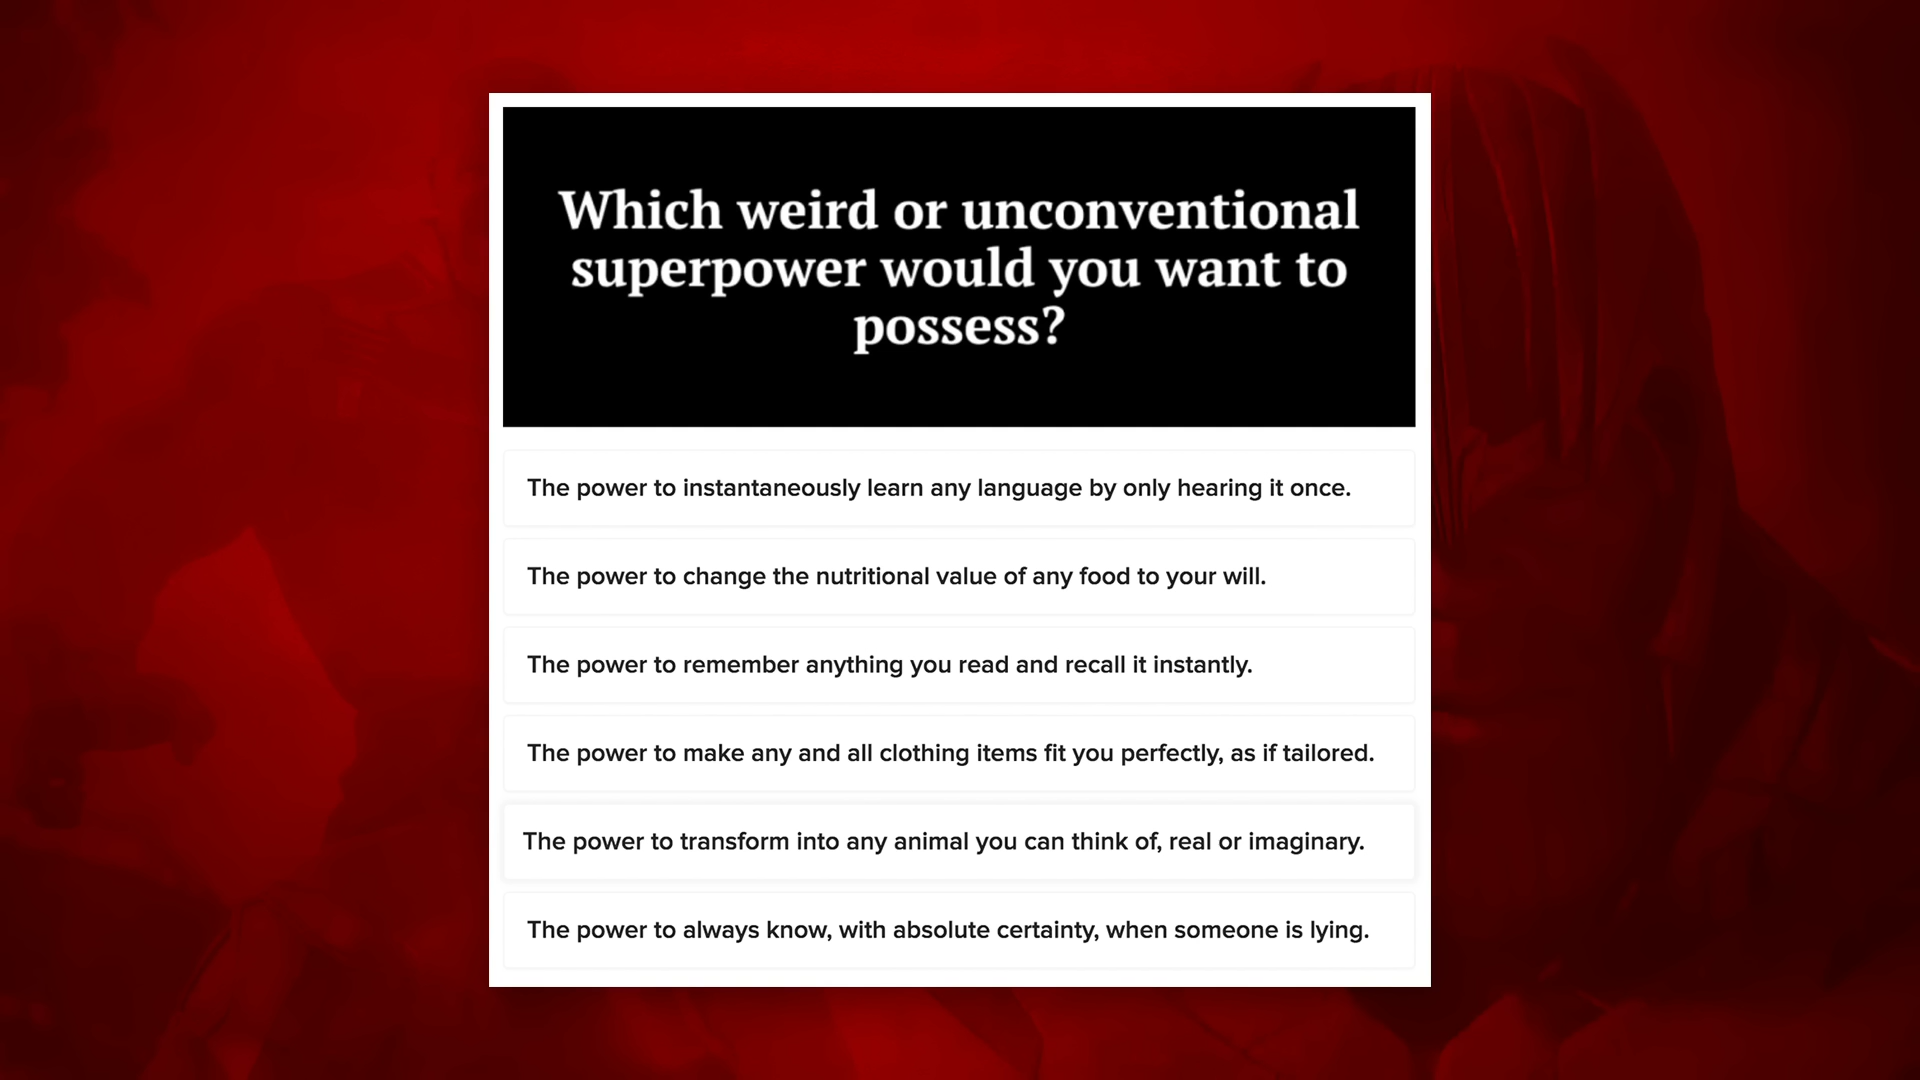 Which weird or unconventional
superpower would you want to
possess?
The power to instantaneously learn any language by only hearing it once.
The power to change the nutritional value of any food to your will.
The power to remember anything you read and recall it instantly.
The power to make any and all clothing items fit you perfectly, as if tailored.
The power to transform into any animal you can think of, real or imaginary.
The power to always know, with absolute certainty, when someone is lying.